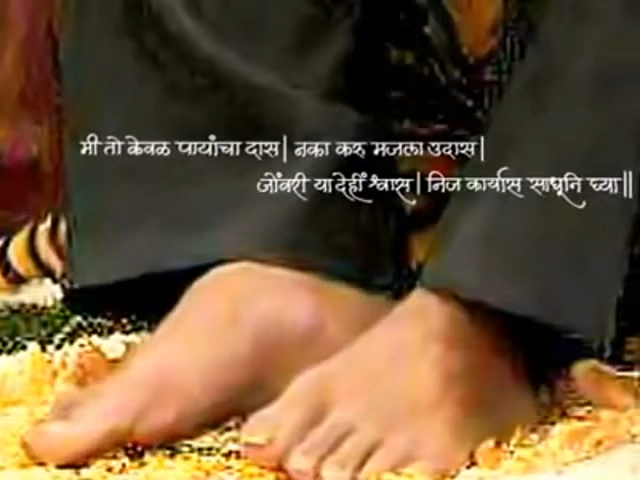 मी तो केवळ पायांचा दास| नका करु मजला उदास|
जोंवरी या देहीं श्वास| निज कार्यास साधूनि घ्या||